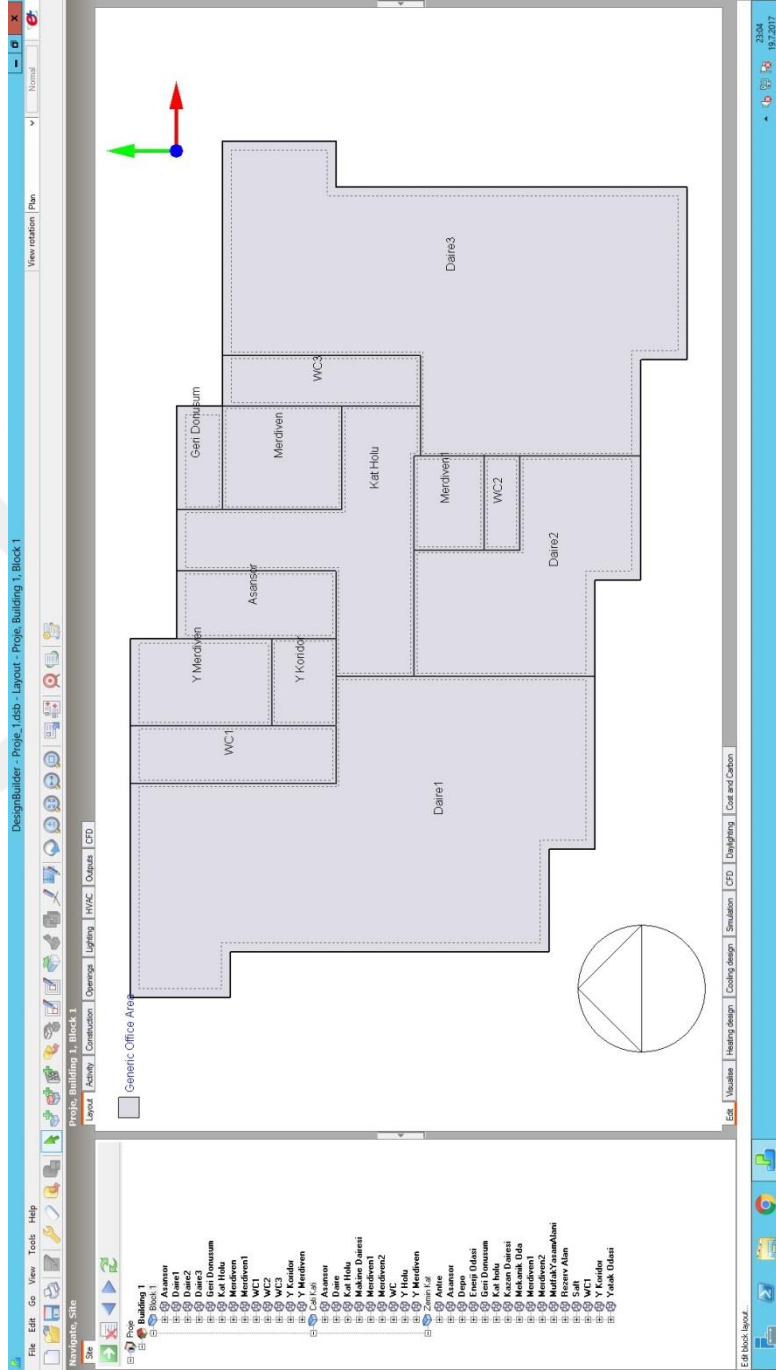 DesignBuilder - Proje_1.dsb - Layout - Proje, Building 1, Block 1
File Edit Go View Tools Help
View rotation Plan Normal
Navigate, Site
Site
Proje
Building 1
Block 1
Asansor
Daire1
Daire2
Daire3
Geri Donusum
Kat Holu
Merdiven
Merdiven1
WC1
WC2
WC3
Y Koridor
Y Merdiven
Cati Kati
Asansor
Daire
Kat Holu
Makine Dairesi
Merdiven1
Merdiven2
WC
Y Holu
Y Merdiven
Zemin Kat
Antre
Asansor
Depo
Enerji Odasi
Geri Donusum
Kat holu
Kazan Dairesi
Mekanik Oda
Merdiven1
Merdiven2
MutfakYasamAlani
Rezerv Alan
Saft
WC1
Y Koridor
Yatak Odasi
Proje, Building 1, Block 1
Layout Activity Construction Openings Lighting HVAC Outputs CFD
Generic Office Area
Geri Donusum
Y Merdiven
Asansor
Merdiven
WC3
WC1
Y Koridor
Kat Holu
Daire3
Daire1
Merdiven1
WC2
Daire2
Edit Visualise Heating design Cooling design Simulation CFD Daylighting Cost and Carbon
Edit block layout.
23:04
19.7.2017